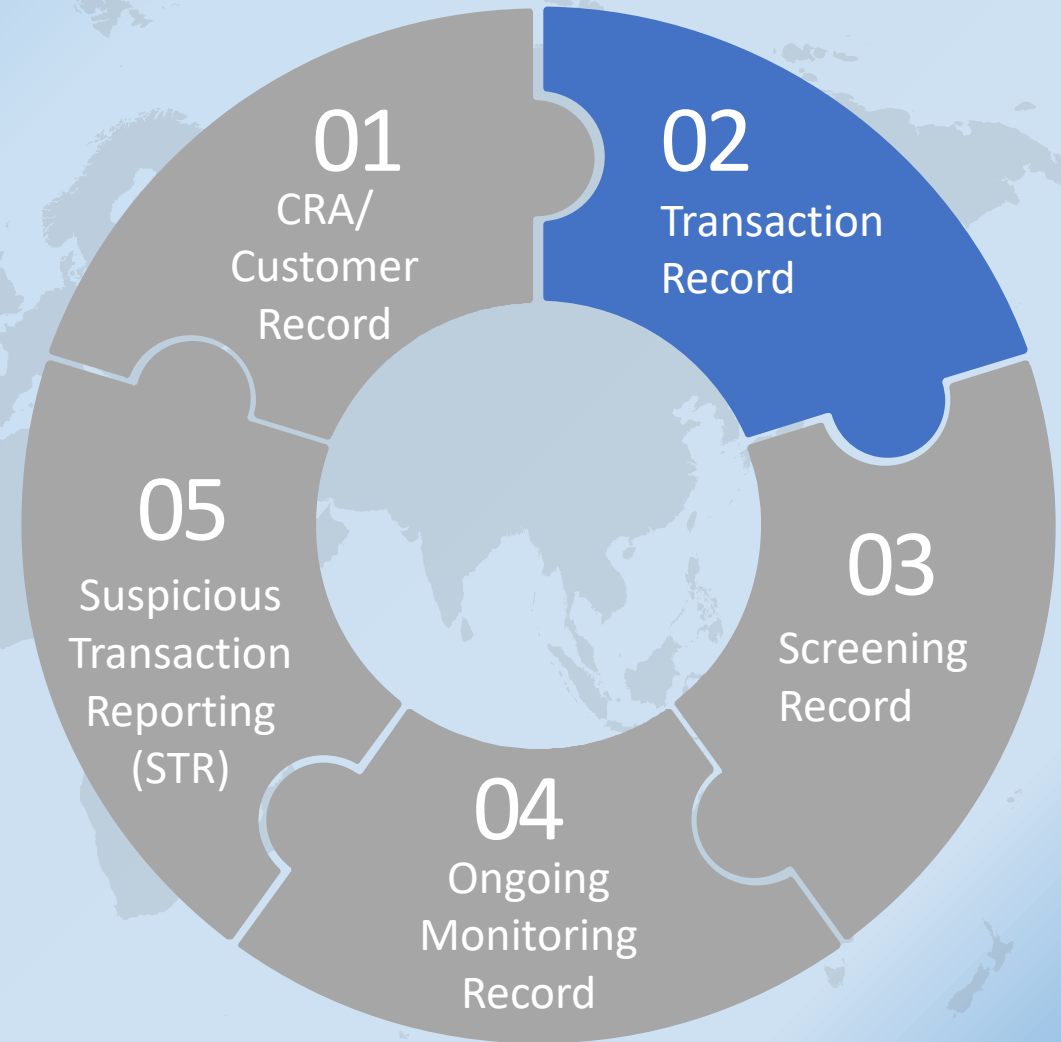 01
CRA/
Customer
Record
02
Transaction
Record
03
Screening
Record
04
Ongoing
Monitoring
Record
05
Suspicious
Transaction
Reporting
(STR)